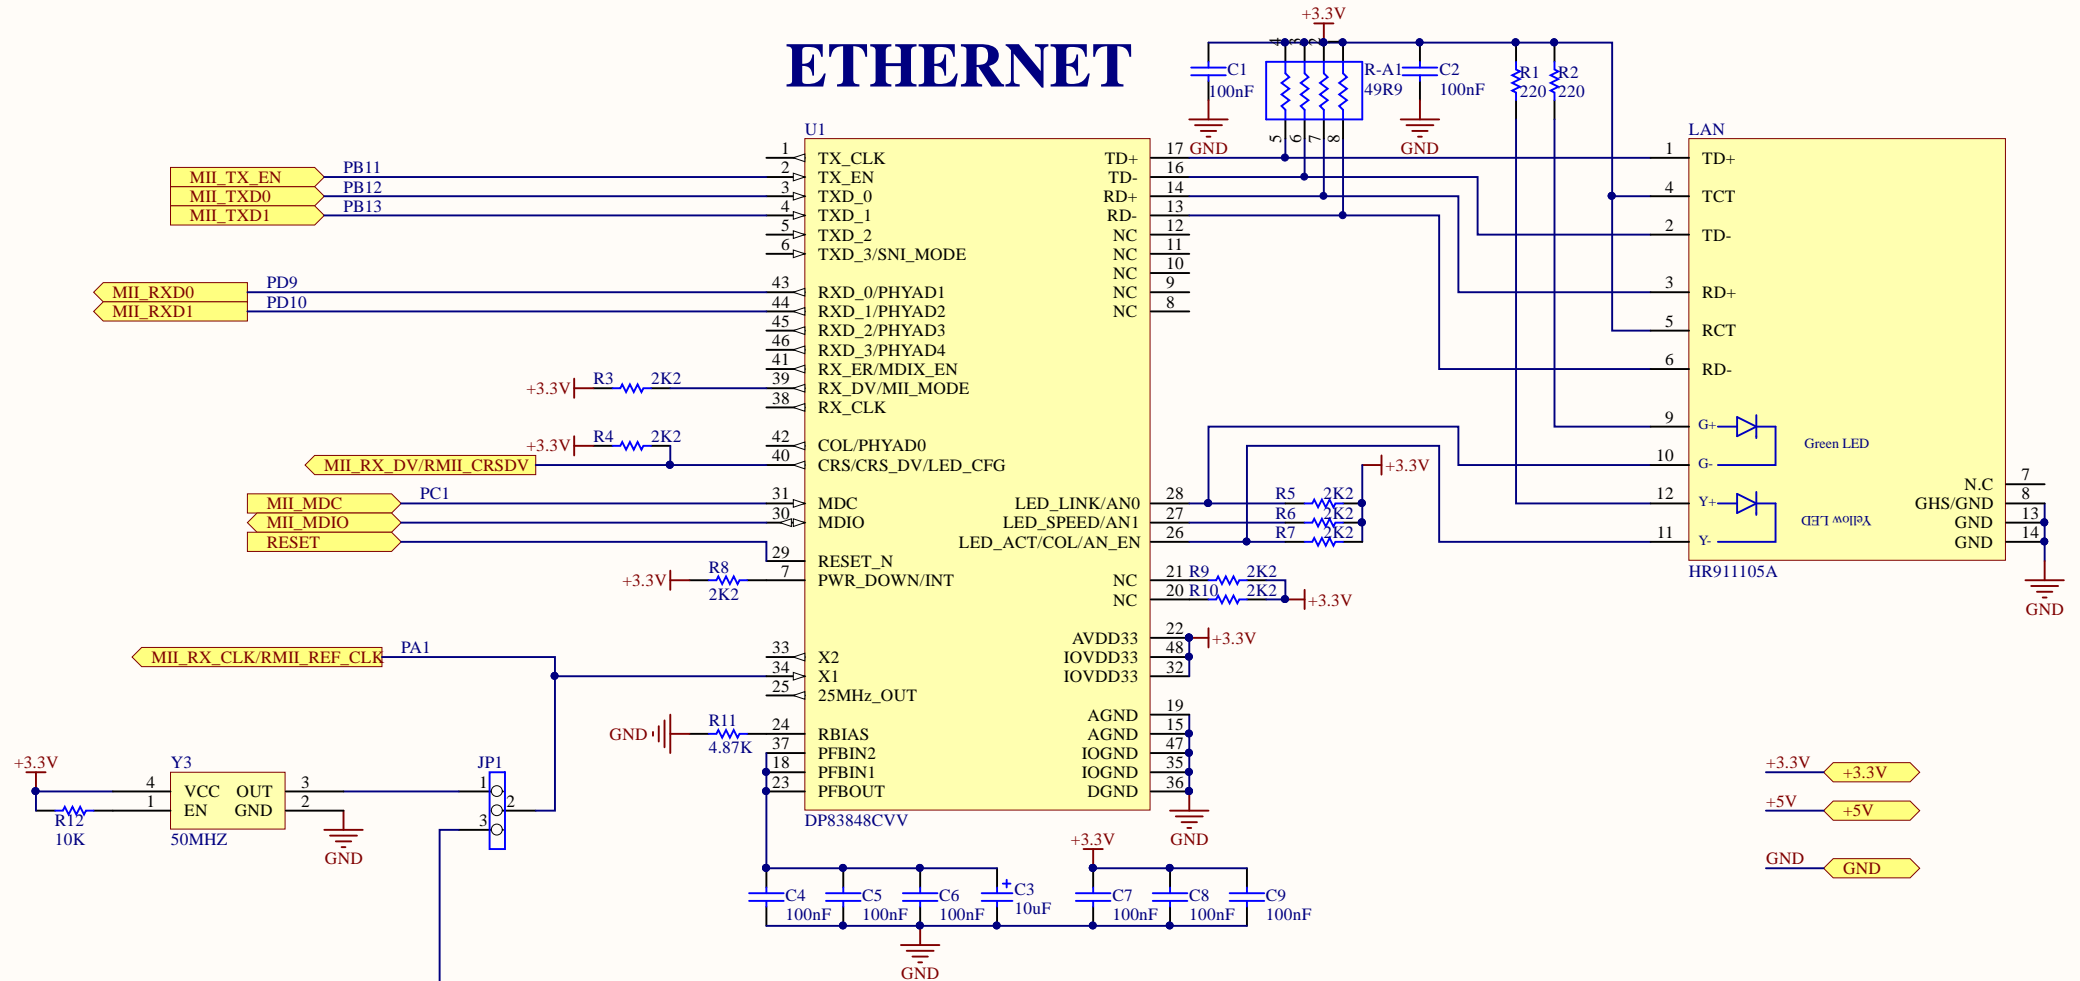 ETHERNET
+3.3V
4 3 2 1
C1
100nF
GND
R-A1
49R9
5 6 7 8
C2
100nF
GND
R1
220
R2
220
MII_TX_EN PB11
MII_TXD0 PB12
MII_TXD1 PB13
MII_RXD0 PD9
MII_RXD1 PD10
+3.3V R3 2K2
+3.3V R4 2K2
MII_RX_DV/RMII_CRSDV
MII_MDC PC1
MII_MDIO
RESET
+3.3V R8
2K2
MII_RX_CLK/RMII_REF_CLK PA1
GND R11
4.87K
U1
1 TX_CLK
2 TX_EN
3 TXD_0
4 TXD_1
5 TXD_2
6 TXD_3/SNI_MODE
43 RXD_0/PHYAD1
44 RXD_1/PHYAD2
45 RXD_2/PHYAD3
46 RXD_3/PHYAD4
41 RX_ER/MDIX_EN
39 RX_DV/MII_MODE
38 RX_CLK
42 COL/PHYAD0
40 CRS/CRS_DV/LED_CFG
31 MDC
30 MDIO
29 RESET_N
7 PWR_DOWN/INT
33 X2
34 X1
25 25MHz_OUT
24 RBIAS
37 PFBIN2
18 PFBIN1
23 PFBOUT
TD+ 17
TD- 16
RD+ 14
RD- 13
NC 12
NC 11
NC 10
NC 9
NC 8
LED_LINK/AN0 28 R5 2K2
LED_SPEED/AN1 27 R6 2K2
LED_ACT/COL/AN_EN 26 R7 2K2
+3.3V
NC 21 R9 2K2
NC 20 R10 2K2 +3.3V
AVDD33 22 +3.3V
IOVDD33 48
IOVDD33 32
AGND 19
AGND 15
IOGND 47
IOGND 35
DGND 36
GND
DP83848CVV
LAN
1 TD+
4 TCT
2 TD-
3 RD+
5 RCT
6 RD-
9 G+
Green LED
10 G-
12 Y+
Yellow LED
11 Y-
N.C 7
GHS/GND 8
GND 13
GND 14
HR911105A
GND
+3.3V
R12
10K
Y3
4 VCC OUT 3
1 EN GND 2
50MHZ
GND
JP1
1
2
3
C4
100nF
C5
100nF
C6
100nF
+ C3
10uF
GND
+3.3V
C7
100nF
C8
100nF
C9
100nF
+3.3V +3.3V
+5V +5V
GND GND